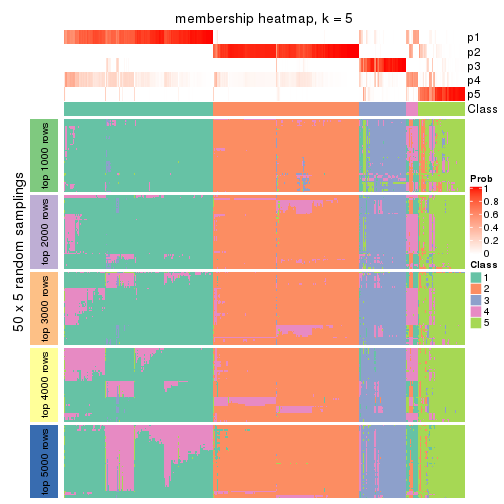 membership heatmap, k = 5
p1
p2
p3
p4
p5
Class
50 x 5 random samplings
top 1000 rows
top 2000 rows
top 3000 rows
top 4000 rows
top 5000 rows
Prob
1
0.8
0.6
0.4
0.2
0
Class
1
2
3
4
5